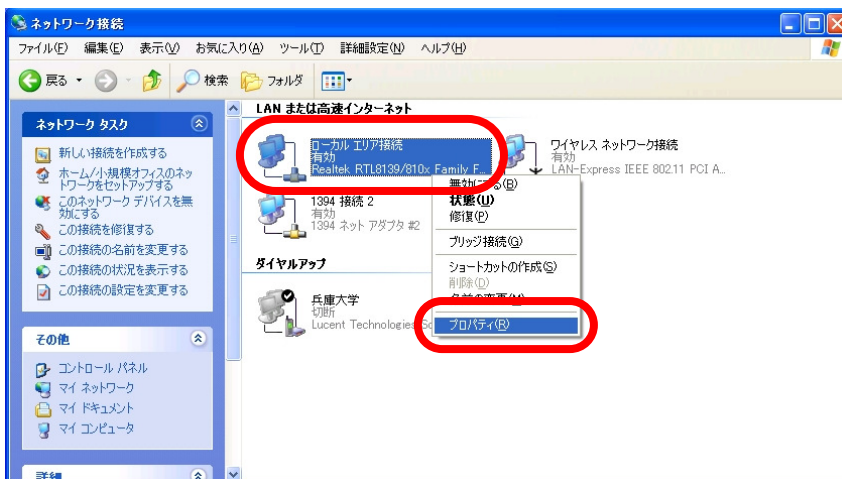 ネットワーク接続
ファイル(F) 編集(E) 表示(V) お気に入り(A) ツール(T) 詳細設定(N) ヘルプ(H)
戻る 検索 フォルダ
ネットワーク タスク
新しい接続を作成する
ホーム/小規模オフィスのネッ
トワークをセットアップする
このネットワーク デバイスを無
効にする
この接続を修復する
この接続の名前を変更する
この接続の状況を表示する
この接続の設定を変更する
その他
コントロール パネル
マイ ネットワーク
マイ ドキュメント
マイ コンピュータ
詳細
LAN または高速インターネット
ローカル エリア接続
有効
Realtek RTL8139/810x Family F...
ワイヤレス ネットワーク接続
有効
LAN-Express IEEE 802.11 PCI A...
1394 接続 2
有効
1394 ネット アダプタ #2
ダイヤルアップ
兵庫大学
切断
Lucent Technologies
無効にする(B)
状態(U)
修復(P)
ブリッジ接続(G)
ショートカットの作成(S)
削除(D)
名前の変更(M)
プロパティ(R)